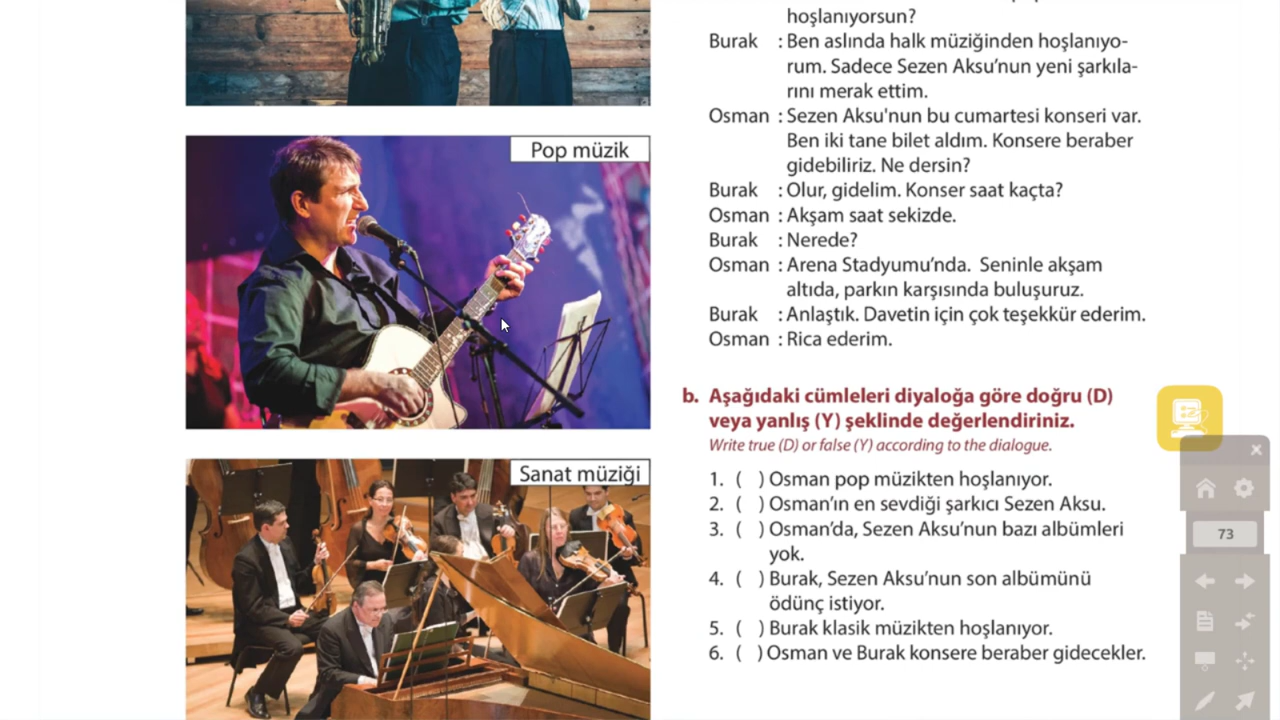 hoşlanıyorsun?
Burak : Ben aslında halk müziğinden hoşlanıyo-
rum. Sadece Sezen Aksu'nun yeni şarkıla-
rını merak ettim.
Osman : Sezen Aksu'nun bu cumartesi konseri var.
Ben iki tane bilet aldım. Konsere beraber
gidebiliriz. Ne dersin?
Burak : Olur, gidelim. Konser saat kaçta?
Osman : Akşam saat sekizde.
Burak : Nerede?
Osman : Arena Stadyumu'nda. Seninle akşam
altıda, parkın karşısında buluşuruz.
Burak : Anlaştık. Davetin için çok teşekkür ederim.
Osman : Rica ederim.
Pop müzik
Sanat müziği
b. Aşağıdaki cümleleri diyaloğa göre doğru (D)
veya yanlış (Y) şeklinde değerlendiriniz.
Write true (D) or false (Y) according to the dialogue.
1. ( ) Osman pop müzikten hoşlanıyor.
2. ( ) Osman'ın en sevdiği şarkıcı Sezen Aksu.
3. ( ) Osman'da, Sezen Aksu'nun bazı albümleri
yok.
4. ( ) Burak, Sezen Aksu'nun son albümünü
ödünç istiyor.
5. ( ) Burak klasik müzikten hoşlanıyor.
6. ( ) Osman ve Burak konsere beraber gidecekler.
73